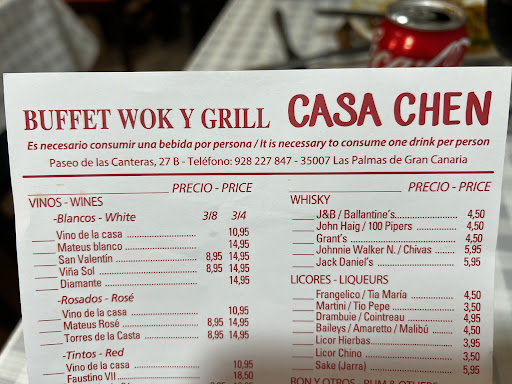 BUFFET WOK Y GRILL CASA CHEN
Es necesario consumir una bebida por persona / It is necessary to consume one drink per person
Paseo de las Canteras, 27 B - Teléfono: 928 227 847 - 35007 Las Palmas de Gran Canaria
PRECIO - PRICE
VINOS - WINES
-Blancos - White 3/8 3/4
Vino de la casa 10,95
Mateus blanco 14,95
San Valentín 8,95 14,95
Viña Sol 8,95 14,95
Diamante 14,95
-Rosados - Rosé
Vino de la casa 10,95
Mateus Rosé 8,95 14,95
Torres de la Casta 8,95 14,95
-Tintos - Red
Vino de la casa 10,95
Faustino VII 18,50
PRECIO - PRICE
WHISKY
J&B / Ballantine's 4,50
John Haig / 100 Pipers 4,50
Grant's 4,50
Johnnie Walker N. / Chivas 5,95
Jack Daniel's 5,95
LICORES - LIQUEURS
Frangelico / Tia María 4,50
Martini / Tio Pepe 3,50
Drambuie / Cointreau 4,95
Baileys / Amaretto / Malibú 4,50
Licor Hierbas 3,95
Licor Chino 3,50
Sake (Jarra) 5,95
RON Y OTROS - RUM & OTHERS